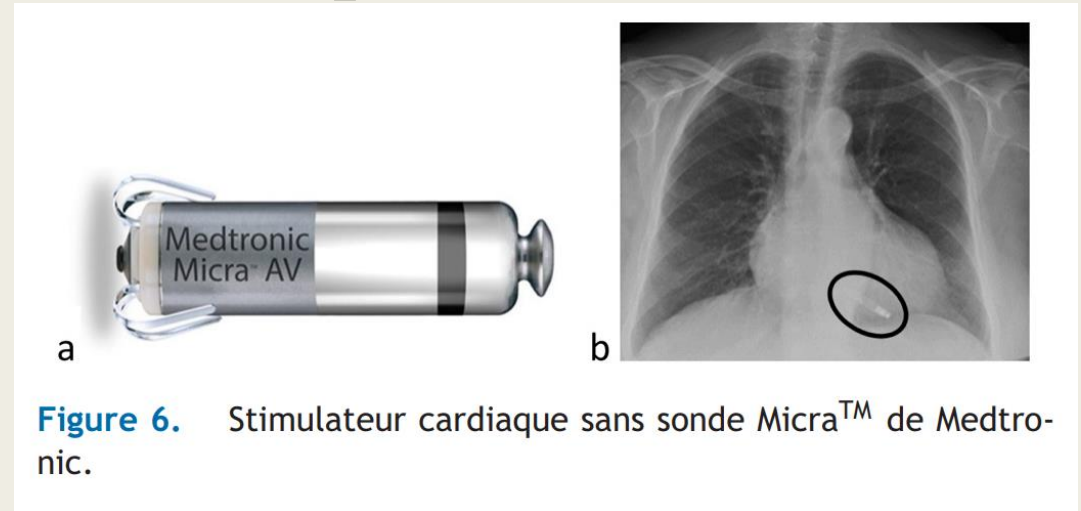 Medtronic
Micra™ AV
a
b
Figure 6. Stimulateur cardiaque sans sonde Micra™ de Medtro-
nic.